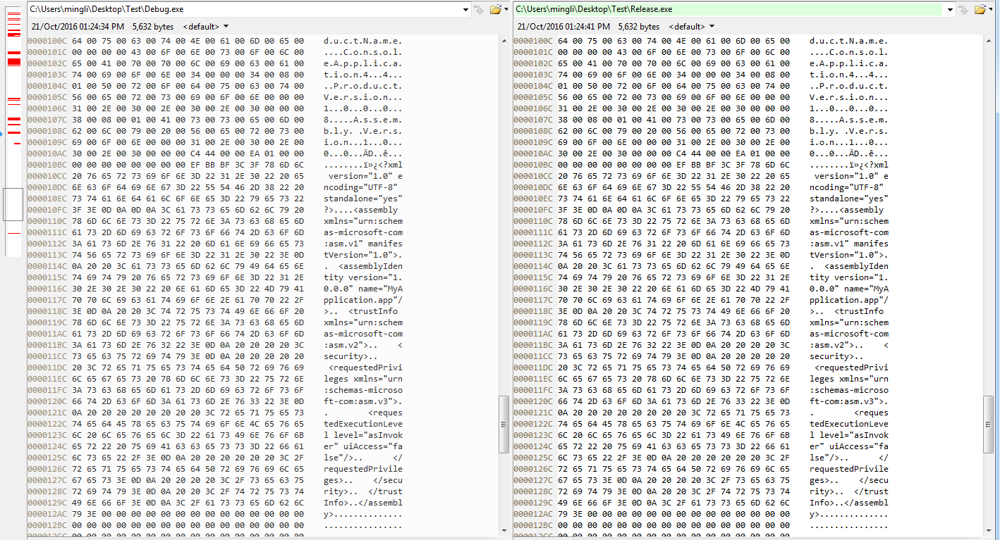 C:\Users\mingli\Desktop\Test\Debug.exe
21/Oct/2016 01:24:34 PM 5,632 bytes <default>
0000100C 64 00 75 00 63 00 74 00 4E 00 61 00 6D 00 65 00 d.u.c.t.N.a.m.e.
0000101C 00 00 00 00 43 00 6F 00 6E 00 73 00 6F 00 6C 00 ....C.o.n.s.o.l.
0000102C 65 00 41 00 70 00 70 00 6C 00 69 00 63 00 61 00 e.A.p.p.l.i.c.a.
0000103C 74 00 69 00 6F 00 6E 00 34 00 00 00 34 00 08 00 t.i.o.n.4...4...
0000104C 01 00 50 00 72 00 6F 00 64 00 75 00 63 00 74 00 ..P.r.o.d.u.c.t.
0000105C 56 00 65 00 72 00 73 00 69 00 6F 00 6E 00 00 00 V.e.r.s.i.o.n...
0000106C 31 00 2E 00 30 00 2E 00 30 00 2E 00 30 00 00 00 1...0...0...0...
0000107C 38 00 08 00 01 00 41 00 73 00 73 00 65 00 6D 00 8.....A.s.s.e.m.
0000108C 62 00 6C 00 79 00 20 00 56 00 65 00 72 00 73 00 b.l.y. .V.e.r.s.
0000109C 69 00 6F 00 6E 00 00 00 31 00 2E 00 30 00 2E 00 i.o.n...1...0...
000010AC 30 00 2E 00 30 00 00 00 C4 44 00 00 EA 01 00 00 0...0...ÄD..ê...
000010BC 00 00 00 00 00 00 00 00 EF BB BF 3C 3F 78 6D 6C ........ï»¿<?xml
000010CC 20 76 65 72 73 69 6F 6E 3D 22 31 2E 30 22 20 65 version="1.0" e
000010DC 6E 63 6F 64 69 6E 67 3D 22 55 54 46 2D 38 22 20 ncoding="UTF-8"
000010EC 73 74 61 6E 64 61 6C 6F 6E 65 3D 22 79 65 73 22 standalone="yes"
000010FC 3F 3E 0D 0A 0D 0A 3C 61 73 73 65 6D 62 6C 79 20 ?>....<assembly
0000110C 78 6D 6C 6E 73 3D 22 75 72 6E 3A 73 63 68 65 6D xmlns="urn:schem
0000111C 61 73 2D 6D 69 63 72 6F 73 6F 66 74 2D 63 6F 6D as-microsoft-com
0000112C 3A 61 73 6D 2E 76 31 22 20 6D 61 6E 69 66 65 73 :asm.v1" manifes
0000113C 74 56 65 72 73 69 6F 6E 3D 22 31 2E 30 22 3E 0D tVersion="1.0">.
0000114C 0A 20 20 3C 61 73 73 65 6D 62 6C 79 49 64 65 6E . <assemblyIden
0000115C 74 69 74 79 20 76 65 72 73 69 6F 6E 3D 22 31 2E tity version="1.
0000116C 30 2E 30 2E 30 22 20 6E 61 6D 65 3D 22 4D 79 41 0.0.0" name="MyA
0000117C 70 70 6C 69 63 61 74 69 6F 6E 2E 61 70 70 22 2F pplication.app"/
0000118C 3E 0D 0A 20 20 3C 74 72 75 73 74 49 6E 66 6F 20 >.. <trustInfo
0000119C 78 6D 6C 6E 73 3D 22 75 72 6E 3A 73 63 68 65 6D xmlns="urn:schem
000011AC 61 73 2D 6D 69 63 72 6F 73 6F 66 74 2D 63 6F 6D as-microsoft-com
000011BC 3A 61 73 6D 2E 76 32 22 3E 0D 0A 20 20 20 20 3C :asm.v2">.. <
000011CC 73 65 63 75 72 69 74 79 3E 0D 0A 20 20 20 20 20 security>..
000011DC 20 3C 72 65 71 75 65 73 74 65 64 50 72 69 76 69 <requestedPrivi
000011EC 6C 65 67 65 73 20 78 6D 6C 6E 73 3D 22 75 72 6E leges xmlns="urn
000011FC 3A 73 63 68 65 6D 61 73 2D 6D 69 63 72 6F 73 6F :schemas-microso
0000120C 66 74 2D 63 6F 6D 3A 61 73 6D 2E 76 33 22 3E 0D ft-com:asm.v3">.
0000121C 0A 20 20 20 20 20 20 20 20 3C 72 65 71 75 65 73 . <reques
0000122C 74 65 64 45 78 65 63 75 74 69 6F 6E 4C 65 76 65 tedExecutionLeve
0000123C 6C 20 6C 65 76 65 6C 3D 22 61 73 49 6E 76 6F 6B l level="asInvok
0000124C 65 72 22 20 75 69 41 63 63 65 73 73 3D 22 66 61 er" uiAccess="fa
0000125C 6C 73 65 22 2F 3E 0D 0A 20 20 20 20 20 20 3C 2F lse"/>.. </
0000126C 72 65 71 75 65 73 74 65 64 50 72 69 76 69 6C 65 requestedPrivile
0000127C 67 65 73 3E 0D 0A 20 20 20 20 3C 2F 73 65 63 75 ges>.. </secu
0000128C 72 69 74 79 3E 0D 0A 20 20 3C 2F 74 72 75 73 74 rity>.. </trust
0000129C 49 6E 66 6F 3E 0D 0A 3C 2F 61 73 73 65 6D 62 6C Info>..</assembl
000012AC 79 3E 00 00 00 00 00 00 00 00 00 00 00 00 00 00 y>..............
000012BC 00 00 00 00 00 00 00 00 00 00 00 00 00 00 00 00 ................
000012CC 00 00 00 00 00 00 00 00 00 00 00 00 00 00 00 00
C:\Users\mingli\Desktop\Test\Release.exe
21/Oct/2016 01:24:41 PM 5,632 bytes <default>
0000100C 64 00 75 00 63 00 74 00 4E 00 61 00 6D 00 65 00 d.u.c.t.N.a.m.e.
0000101C 00 00 00 00 43 00 6F 00 6E 00 73 00 6F 00 6C 00 ....C.o.n.s.o.l.
0000102C 65 00 41 00 70 00 70 00 6C 00 69 00 63 00 61 00 e.A.p.p.l.i.c.a.
0000103C 74 00 69 00 6F 00 6E 00 34 00 00 00 34 00 08 00 t.i.o.n.4...4...
0000104C 01 00 50 00 72 00 6F 00 64 00 75 00 63 00 74 00 ..P.r.o.d.u.c.t.
0000105C 56 00 65 00 72 00 73 00 69 00 6F 00 6E 00 00 00 V.e.r.s.i.o.n...
0000106C 31 00 2E 00 30 00 2E 00 30 00 2E 00 30 00 00 00 1...0...0...0...
0000107C 38 00 08 00 01 00 41 00 73 00 73 00 65 00 6D 00 8.....A.s.s.e.m.
0000108C 62 00 6C 00 79 00 20 00 56 00 65 00 72 00 73 00 b.l.y. .V.e.r.s.
0000109C 69 00 6F 00 6E 00 00 00 31 00 2E 00 30 00 2E 00 i.o.n...1...0...
000010AC 30 00 2E 00 30 00 00 00 C4 44 00 00 EA 01 00 00 0...0...ÄD..ê...
000010BC 00 00 00 00 00 00 00 00 EF BB BF 3C 3F 78 6D 6C ........ï»¿<?xml
000010CC 20 76 65 72 73 69 6F 6E 3D 22 31 2E 30 22 20 65 version="1.0" e
000010DC 6E 63 6F 64 69 6E 67 3D 22 55 54 46 2D 38 22 20 ncoding="UTF-8"
000010EC 73 74 61 6E 64 61 6C 6F 6E 65 3D 22 79 65 73 22 standalone="yes"
000010FC 3F 3E 0D 0A 0D 0A 3C 61 73 73 65 6D 62 6C 79 20 ?>....<assembly
0000110C 78 6D 6C 6E 73 3D 22 75 72 6E 3A 73 63 68 65 6D xmlns="urn:schem
0000111C 61 73 2D 6D 69 63 72 6F 73 6F 66 74 2D 63 6F 6D as-microsoft-com
0000112C 3A 61 73 6D 2E 76 31 22 20 6D 61 6E 69 66 65 73 :asm.v1" manifes
0000113C 74 56 65 72 73 69 6F 6E 3D 22 31 2E 30 22 3E 0D tVersion="1.0">.
0000114C 0A 20 20 3C 61 73 73 65 6D 62 6C 79 49 64 65 6E . <assemblyIden
0000115C 74 69 74 79 20 76 65 72 73 69 6F 6E 3D 22 31 2E tity version="1.
0000116C 30 2E 30 2E 30 22 20 6E 61 6D 65 3D 22 4D 79 41 0.0.0" name="MyA
0000117C 70 70 6C 69 63 61 74 69 6F 6E 2E 61 70 70 22 2F pplication.app"/
0000118C 3E 0D 0A 20 20 3C 74 72 75 73 74 49 6E 66 6F 20 >.. <trustInfo
0000119C 78 6D 6C 6E 73 3D 22 75 72 6E 3A 73 63 68 65 6D xmlns="urn:schem
000011AC 61 73 2D 6D 69 63 72 6F 73 6F 66 74 2D 63 6F 6D as-microsoft-com
000011BC 3A 61 73 6D 2E 76 32 22 3E 0D 0A 20 20 20 20 3C :asm.v2">.. <
000011CC 73 65 63 75 72 69 74 79 3E 0D 0A 20 20 20 20 20 security>..
000011DC 20 3C 72 65 71 75 65 73 74 65 64 50 72 69 76 69 <requestedPrivi
000011EC 6C 65 67 65 73 20 78 6D 6C 6E 73 3D 22 75 72 6E leges xmlns="urn
000011FC 3A 73 63 68 65 6D 61 73 2D 6D 69 63 72 6F 73 6F :schemas-microso
0000120C 66 74 2D 63 6F 6D 3A 61 73 6D 2E 76 33 22 3E 0D ft-com:asm.v3">.
0000121C 0A 20 20 20 20 20 20 20 20 3C 72 65 71 75 65 73 . <reques
0000122C 74 65 64 45 78 65 63 75 74 69 6F 6E 4C 65 76 65 tedExecutionLeve
0000123C 6C 20 6C 65 76 65 6C 3D 22 61 73 49 6E 76 6F 6B l level="asInvok
0000124C 65 72 22 20 75 69 41 63 63 65 73 73 3D 22 66 61 er" uiAccess="fa
0000125C 6C 73 65 22 2F 3E 0D 0A 20 20 20 20 20 20 3C 2F lse"/>.. </
0000126C 72 65 71 75 65 73 74 65 64 50 72 69 76 69 6C 65 requestedPrivile
0000127C 67 65 73 3E 0D 0A 20 20 20 20 3C 2F 73 65 63 75 ges>.. </secu
0000128C 72 69 74 79 3E 0D 0A 20 20 3C 2F 74 72 75 73 74 rity>.. </trust
0000129C 49 6E 66 6F 3E 0D 0A 3C 2F 61 73 73 65 6D 62 6C Info>..</assembl
000012AC 79 3E 00 00 00 00 00 00 00 00 00 00 00 00 00 00 y>..............
000012BC 00 00 00 00 00 00 00 00 00 00 00 00 00 00 00 00 ................
000012CC 00 00 00 00 00 00 00 00 00 00 00 00 00 00 00 00